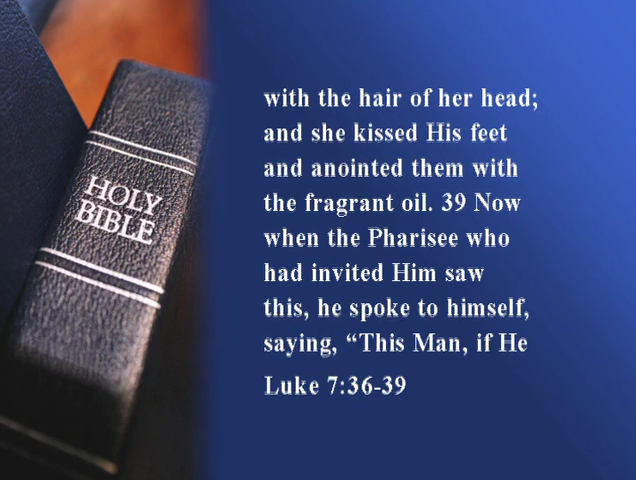 HOLY
BIBLE
with the hair of her head;
and she kissed His feet
and anointed them with
the fragrant oil. 39 Now
when the Pharisee who
had invited Him saw
this, he spoke to himself,
saying, “This Man, if He
Luke 7:36-39